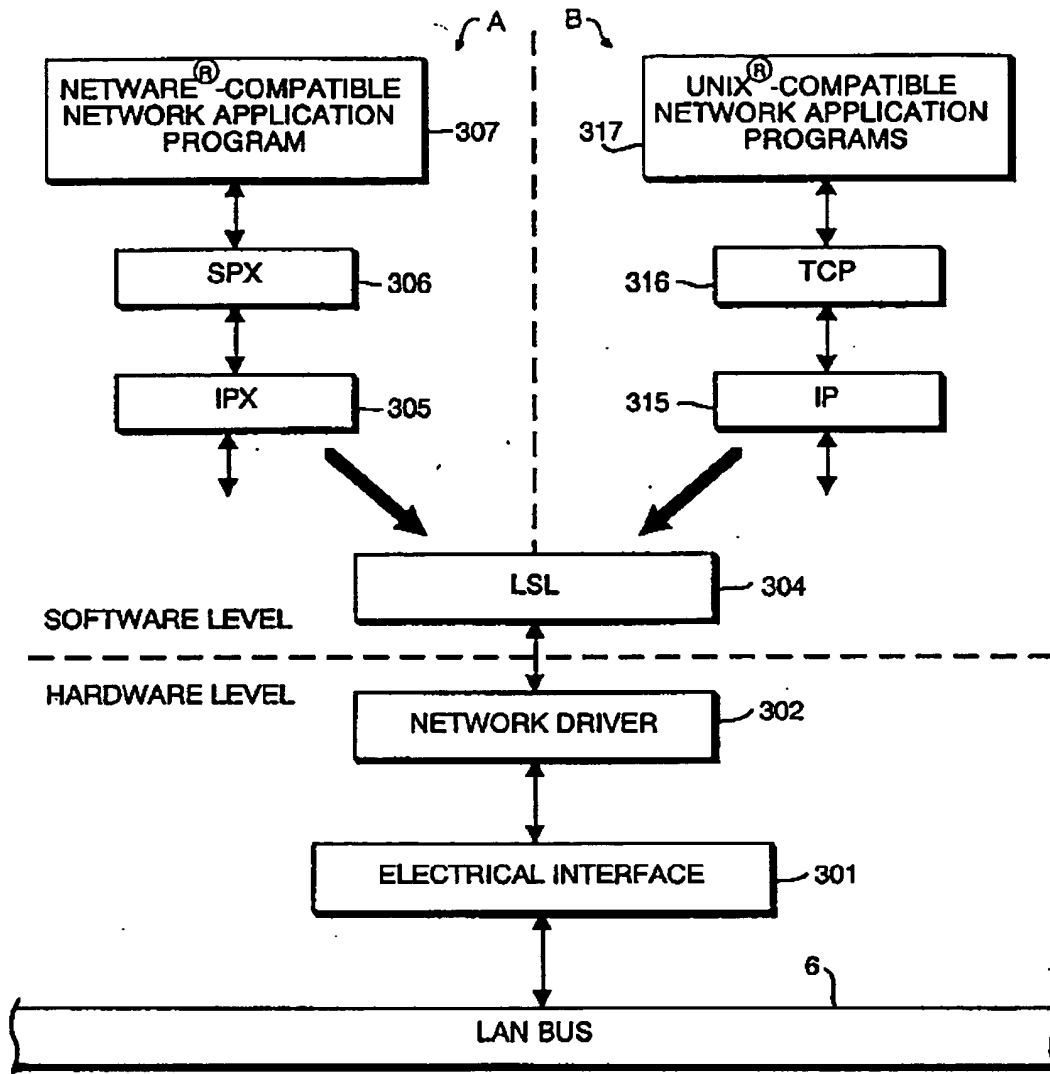 A
B
NETWARE®-COMPATIBLE
NETWORK APPLICATION
PROGRAM
307
UNIX®-COMPATIBLE
NETWORK APPLICATION
PROGRAMS
317
SPX
306
TCP
316
IPX
305
IP
315
LSL
304
SOFTWARE LEVEL
HARDWARE LEVEL
NETWORK DRIVER
302
ELECTRICAL INTERFACE
301
6
LAN BUS